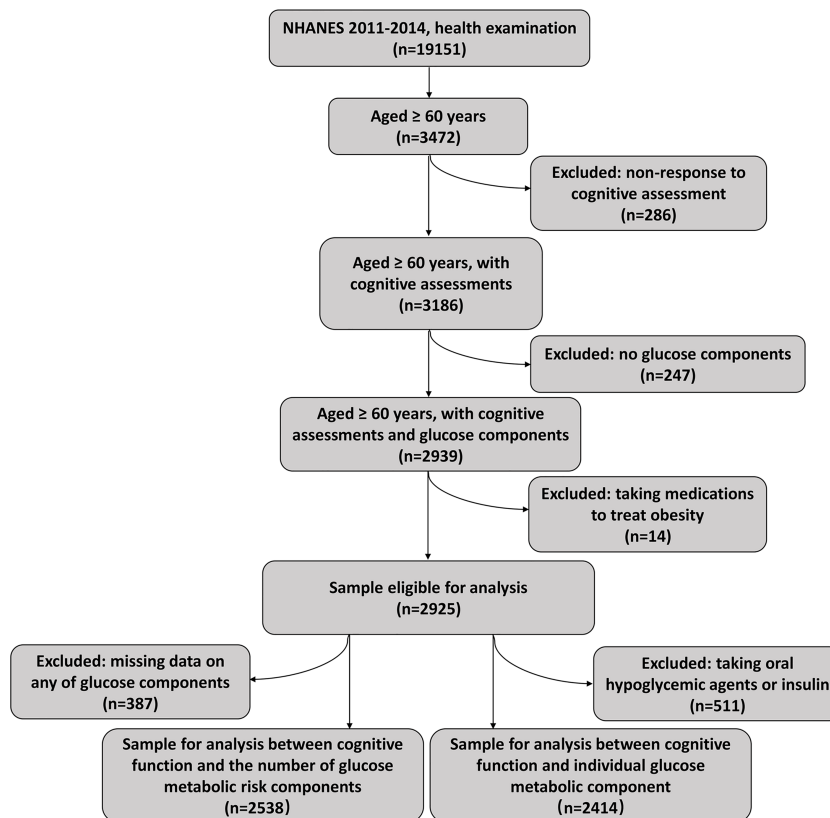 NHANES 2011-2014, health examination
(n=19151)
Aged ≥ 60 years
(n=3472)
Excluded: non-response to
cognitive assessment
(n=286)
Aged ≥ 60 years, with
cognitive assessments
(n=3186)
Excluded: no glucose components
(n=247)
Aged ≥ 60 years, with cognitive
assessments and glucose components
(n=2939)
Excluded: taking medications
to treat obesity
(n=14)
Sample eligible for analysis
(n=2925)
Excluded: missing data on
any of glucose components
(n=387)
Excluded: taking oral
hypoglycemic agents or insulin
(n=511)
Sample for analysis between cognitive
function and the number of glucose
metabolic risk components
(n=2538)
Sample for analysis between cognitive
function and individual glucose
metabolic component
(n=2414)